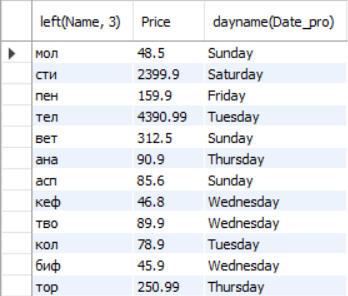 left(Name, 3) Price dayname(Date_pro)
мол 48.5 Sunday
сти 2399.9 Saturday
пен 159.9 Friday
тел 4390.99 Tuesday
вет 312.5 Sunday
ана 90.9 Thursday
асп 85.6 Sunday
кеф 46.8 Wednesday
тво 89.9 Wednesday
кол 78.9 Tuesday
биф 45.9 Wednesday
тор 250.99 Thursday